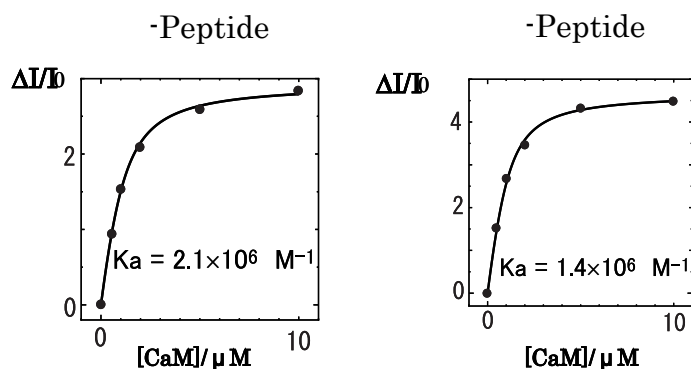 -Peptide
ΔI/I0
2
0
0
10
Ka = 2.1×10⁶ M⁻¹
[CaM]/μM
-Peptide
ΔI/I0
4
2
0
0
10
Ka = 1.4×10⁶ M⁻¹
[CaM]/μM